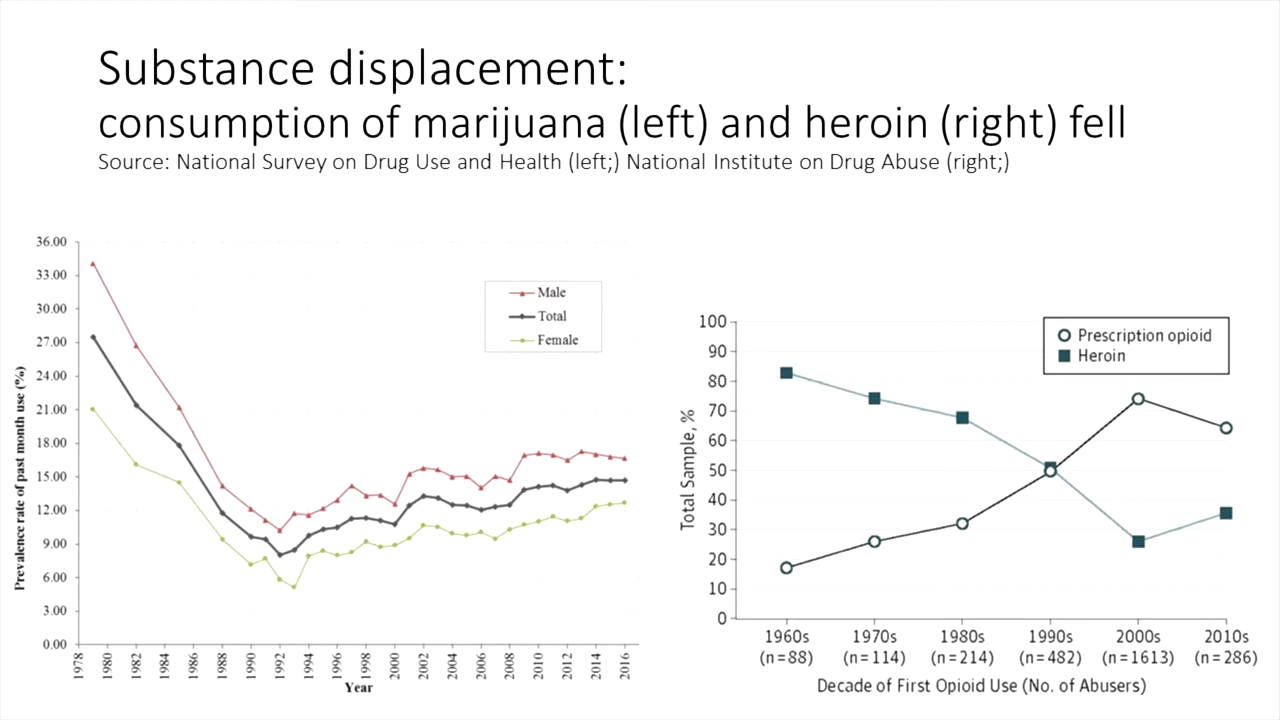 Substance displacement:
consumption of marijuana (left) and heroin (right) fell
Source: National Survey on Drug Use and Health (left;) National Institute on Drug Abuse (right;)
Prevalence rate of past month use (%)
36.00
33.00
30.00
27.00
24.00
21.00
18.00
15.00
12.00
9.00
6.00
3.00
0.00
Male
Total
Female
1978 1980 1982 1984 1986 1988 1990 1992 1994 1996 1998 2000 2002 2004 2006 2008 2010 2012 2014 2016
Year
Total Sample, %
100
90
80
70
60
50
40
30
20
10
0
Prescription opioid
Heroin
1960s 1970s 1980s 1990s 2000s 2010s
(n=88) (n=114) (n=214) (n=482) (n=1613) (n=286)
Decade of First Opioid Use (No. of Abusers)